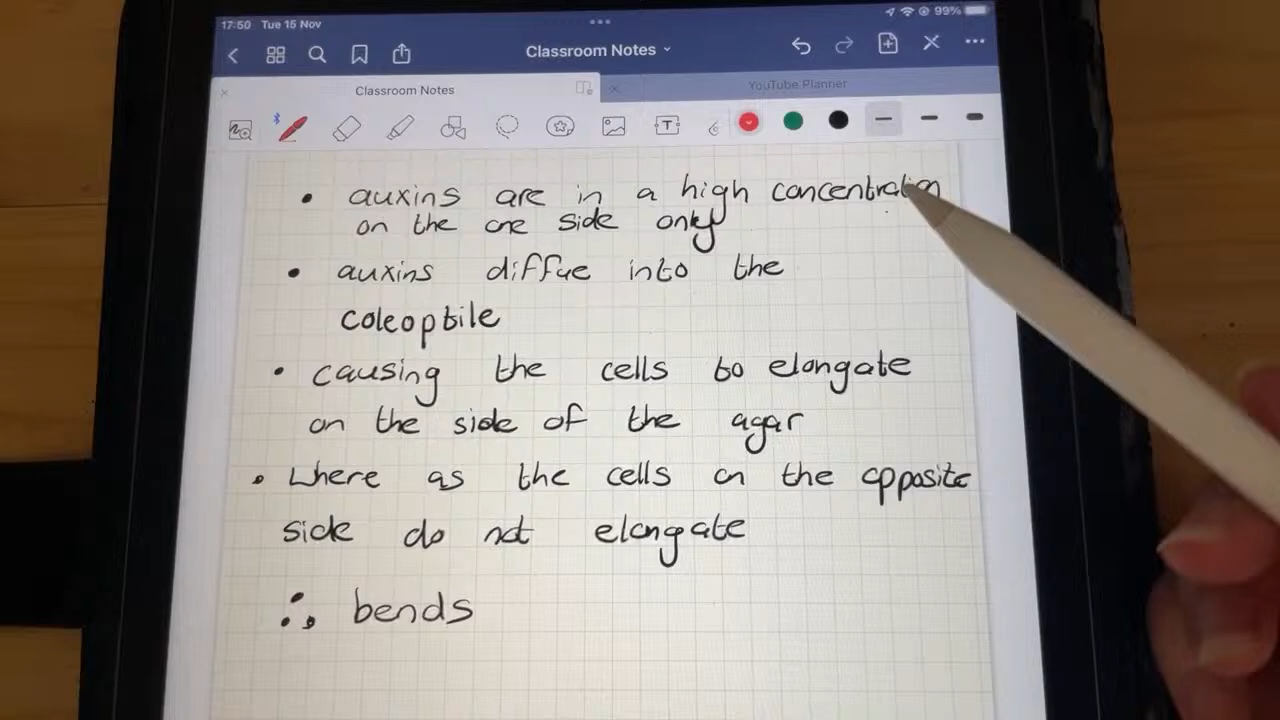 17:50 Tue 15 Nov
99%
Classroom Notes
Classroom Notes
YouTube Planner
T
• auxins are in a high concentration
on the one side only
• auxins diffue into the
coleoptile
• causing the cells to elongate
on the side of the agar
• Where as the cells on the opposite
side do not elongate
∴ bends